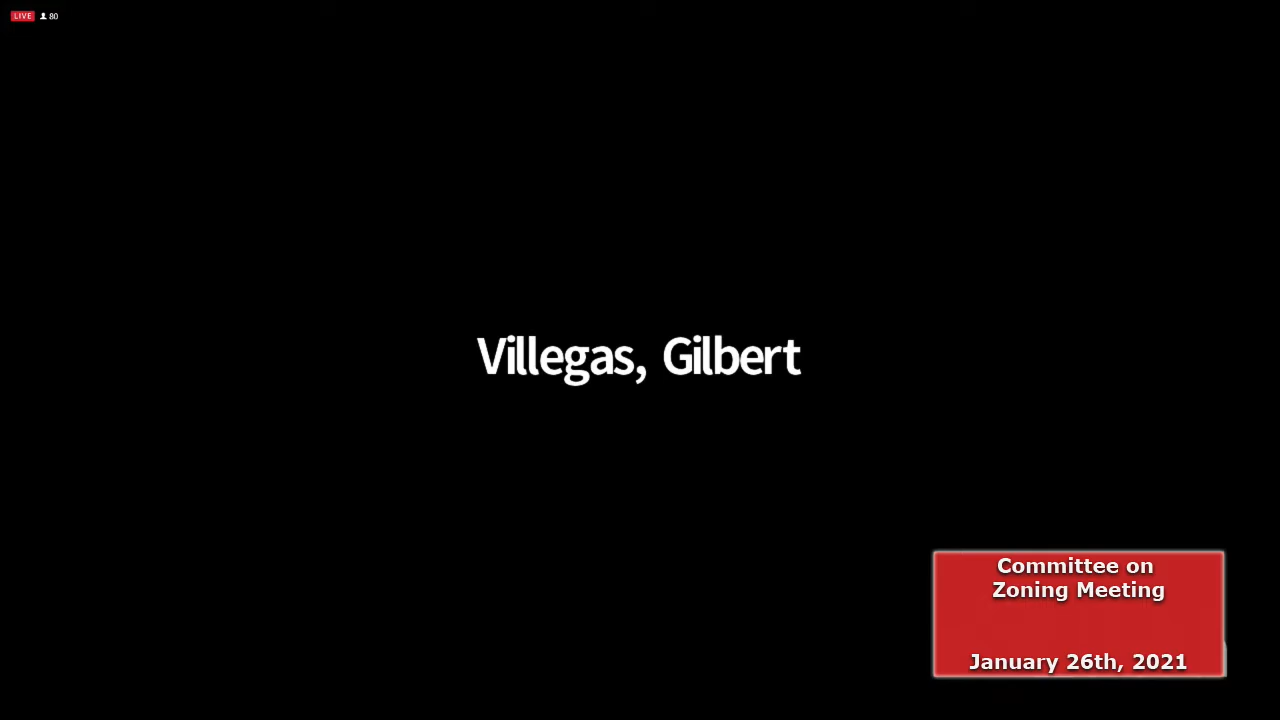 LIVE 80
Villegas, Gilbert
Committee on
Zoning Meeting
January 26th, 2021